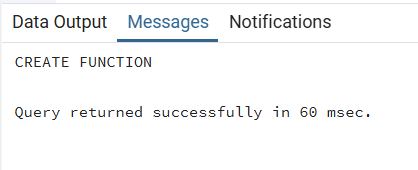 Data Output Messages Notifications
CREATE FUNCTION
Query returned successfully in 60 msec.